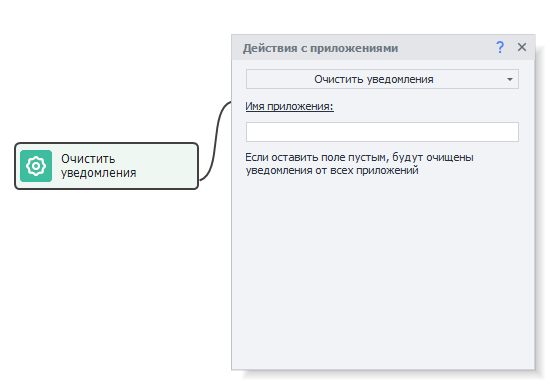 Действия с приложениями
?
Очистить уведомления
Имя приложения:
Очистить
уведомления
Если оставить поле пустым, будут очищены
уведомления от всех приложений